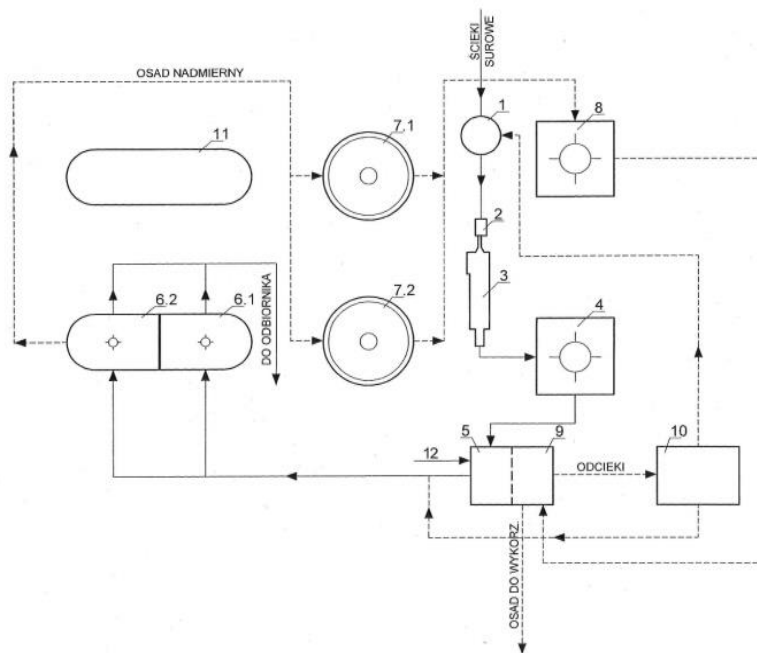 ŚCIEKI
SUROWE
OSAD NADMIERNY
11
7.1
1
8
2
3
6.2
6.1
DO ODBIORNIKA
7.2
4
5
9
10
12
ODCIEKI
OSAD DO WYKORZ.